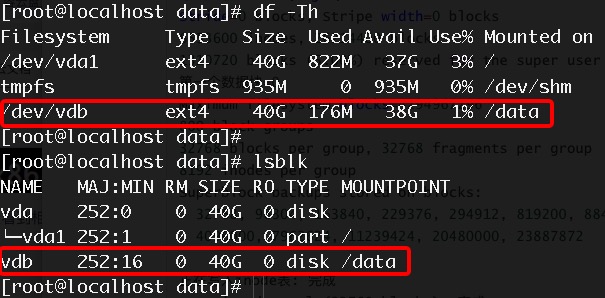 [root@localhost data]# df -Th
Filesystem Type Size Used Avail Use% Mounted on
/dev/vda1 ext4 40G 822M 37G 3% /
tmpfs tmpfs 935M 0 935M 0% /dev/shm
/dev/vdb ext4 40G 176M 38G 1% /data
[root@localhost data]#
[root@localhost data]# lsblk
NAME MAJ:MIN RM SIZE RO TYPE MOUNTPOINT
vda 252:0 0 40G 0 disk
└─vda1 252:1 0 40G 0 part /
vdb 252:16 0 40G 0 disk /data
[root@localhost data]#